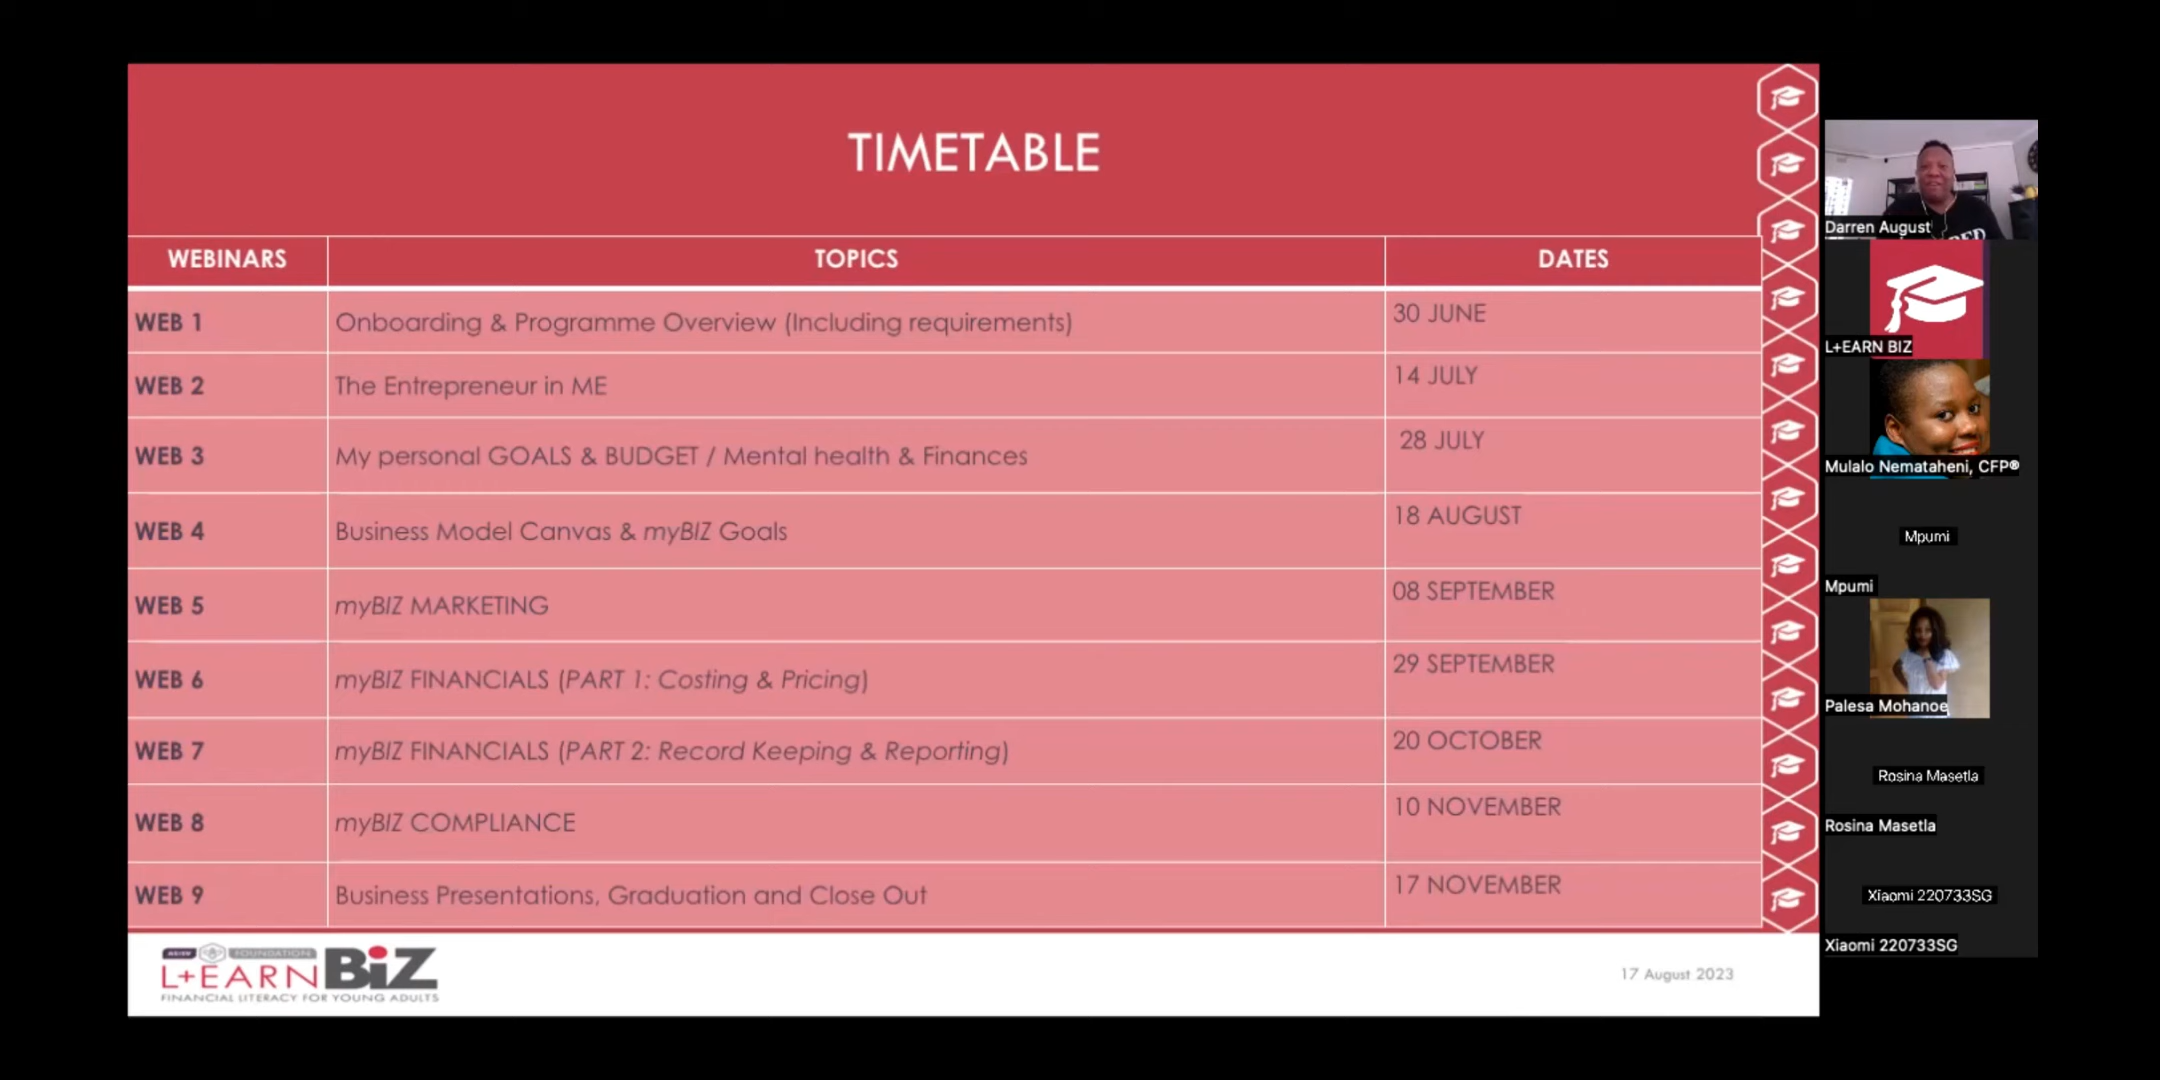 TIMETABLE
WEBINARS TOPICS DATES
WEB 1 Onboarding & Programme Overview (Including requirements) 30 JUNE
WEB 2 The Entrepreneur in ME 14 JULY
WEB 3 My personal GOALS & BUDGET / Mental health & Finances 28 JULY
WEB 4 Business Model Canvas & myBIZ Goals 18 AUGUST
WEB 5 myBIZ MARKETING 08 SEPTEMBER
WEB 6 myBIZ FINANCIALS (PART 1: Costing & Pricing) 29 SEPTEMBER
WEB 7 myBIZ FINANCIALS (PART 2: Record Keeping & Reporting) 20 OCTOBER
WEB 8 myBIZ COMPLIANCE 10 NOVEMBER
WEB 9 Business Presentations, Graduation and Close Out 17 NOVEMBER
FOUNDATION
L+EARN BiZ
FINANCIAL LITERACY FOR YOUNG ADULTS
17 August 2023
Darren August
L+EARN BIZ
Mulalo Nemataheni, CFP®
Mpumi
Mpumi
Palesa Mohanoe
Rosina Masetla
Rosina Masetla
Xiaomi 220733SG
Xiaomi 220733SG